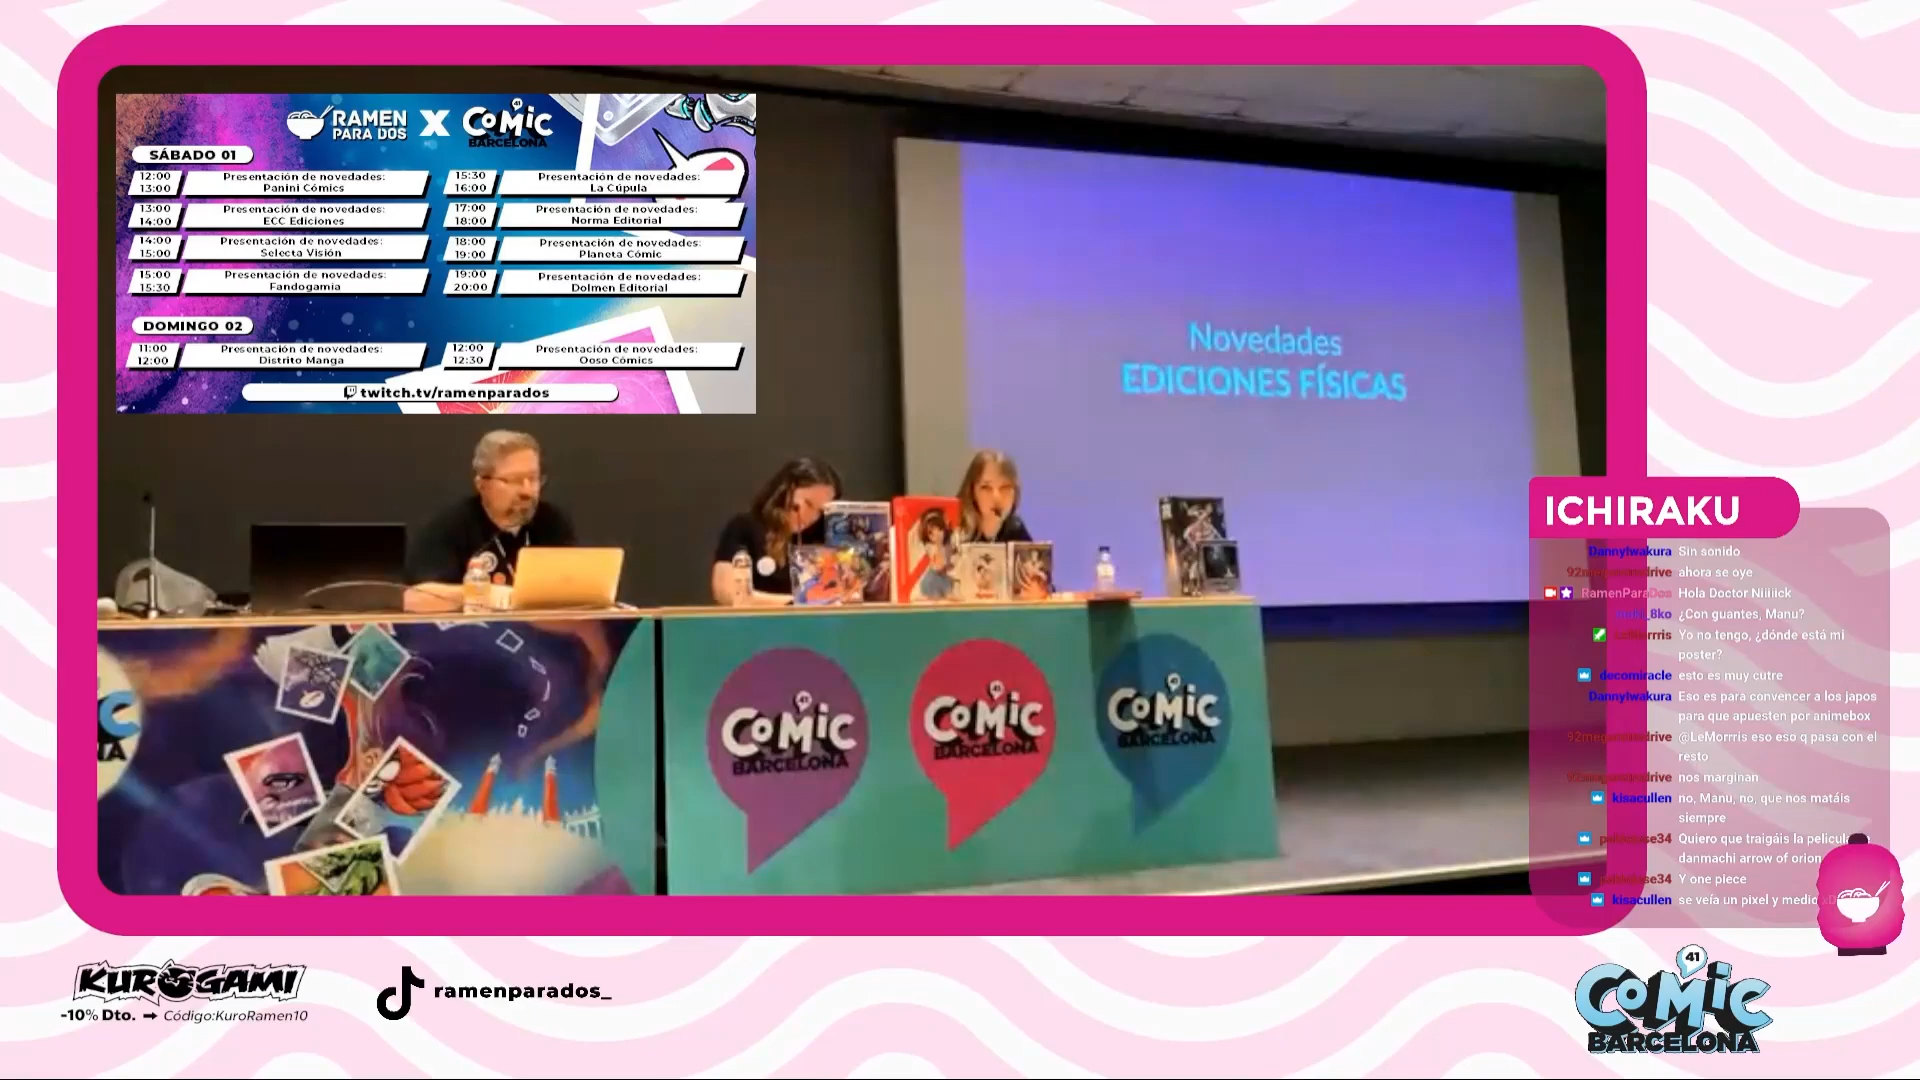 RAMEN
PARA DOS
X
41
COMIC
BARCELONA
SÁBADO 01
12:00
13:00
Presentación de novedades:
Panini Cómics
13:00
14:00
Presentación de novedades:
ECC Ediciones
14:00
15:00
Presentación de novedades:
Selecta Visión
15:00
15:30
Presentación de novedades:
Fandogamia
15:30
16:00
Presentación de novedades:
La Cúpula
17:00
18:00
Presentación de novedades:
Norma Editorial
18:00
19:00
Presentación de novedades:
Planeta Cómic
19:00
20:00
Presentación de novedades:
Dolmen Editorial
DOMINGO 02
11:00
12:00
Presentación de novedades:
Distrito Manga
12:00
12:30
Presentación de novedades:
Ooso Cómics
twitch.tv/ramenparados
Novedades
EDICIONES FÍSICAS
41
COMIC
BARCELONA
41
COMIC
BARCELONA
41
COMIC
BARCELONA
ICHIRAKU
DannyIwakura Sin sonido
ahora se oye
RamenParaDos Hola Doctor Niiiiick
¿Con guantes, Manu?
Yo no tengo, ¿dónde está mi
poster?
decomiracle esto es muy cutre
DannyIwakura Eso es para convencer a los japos
para que apuesten por animebox
@LeMorrris eso eso q pasa con el
resto
nos marginan
kisacullen no, Manu, no, que nos matáis
siempre
Quiero que traigáis la pelicula
danmachi arrow of orion
Y one piece
kisacullen se veía un pixel y medio xD
KUROGAMI
-10% Dto. ➞ Código:KuroRamen10
ramenparados_
41
COMIC
BARCELONA